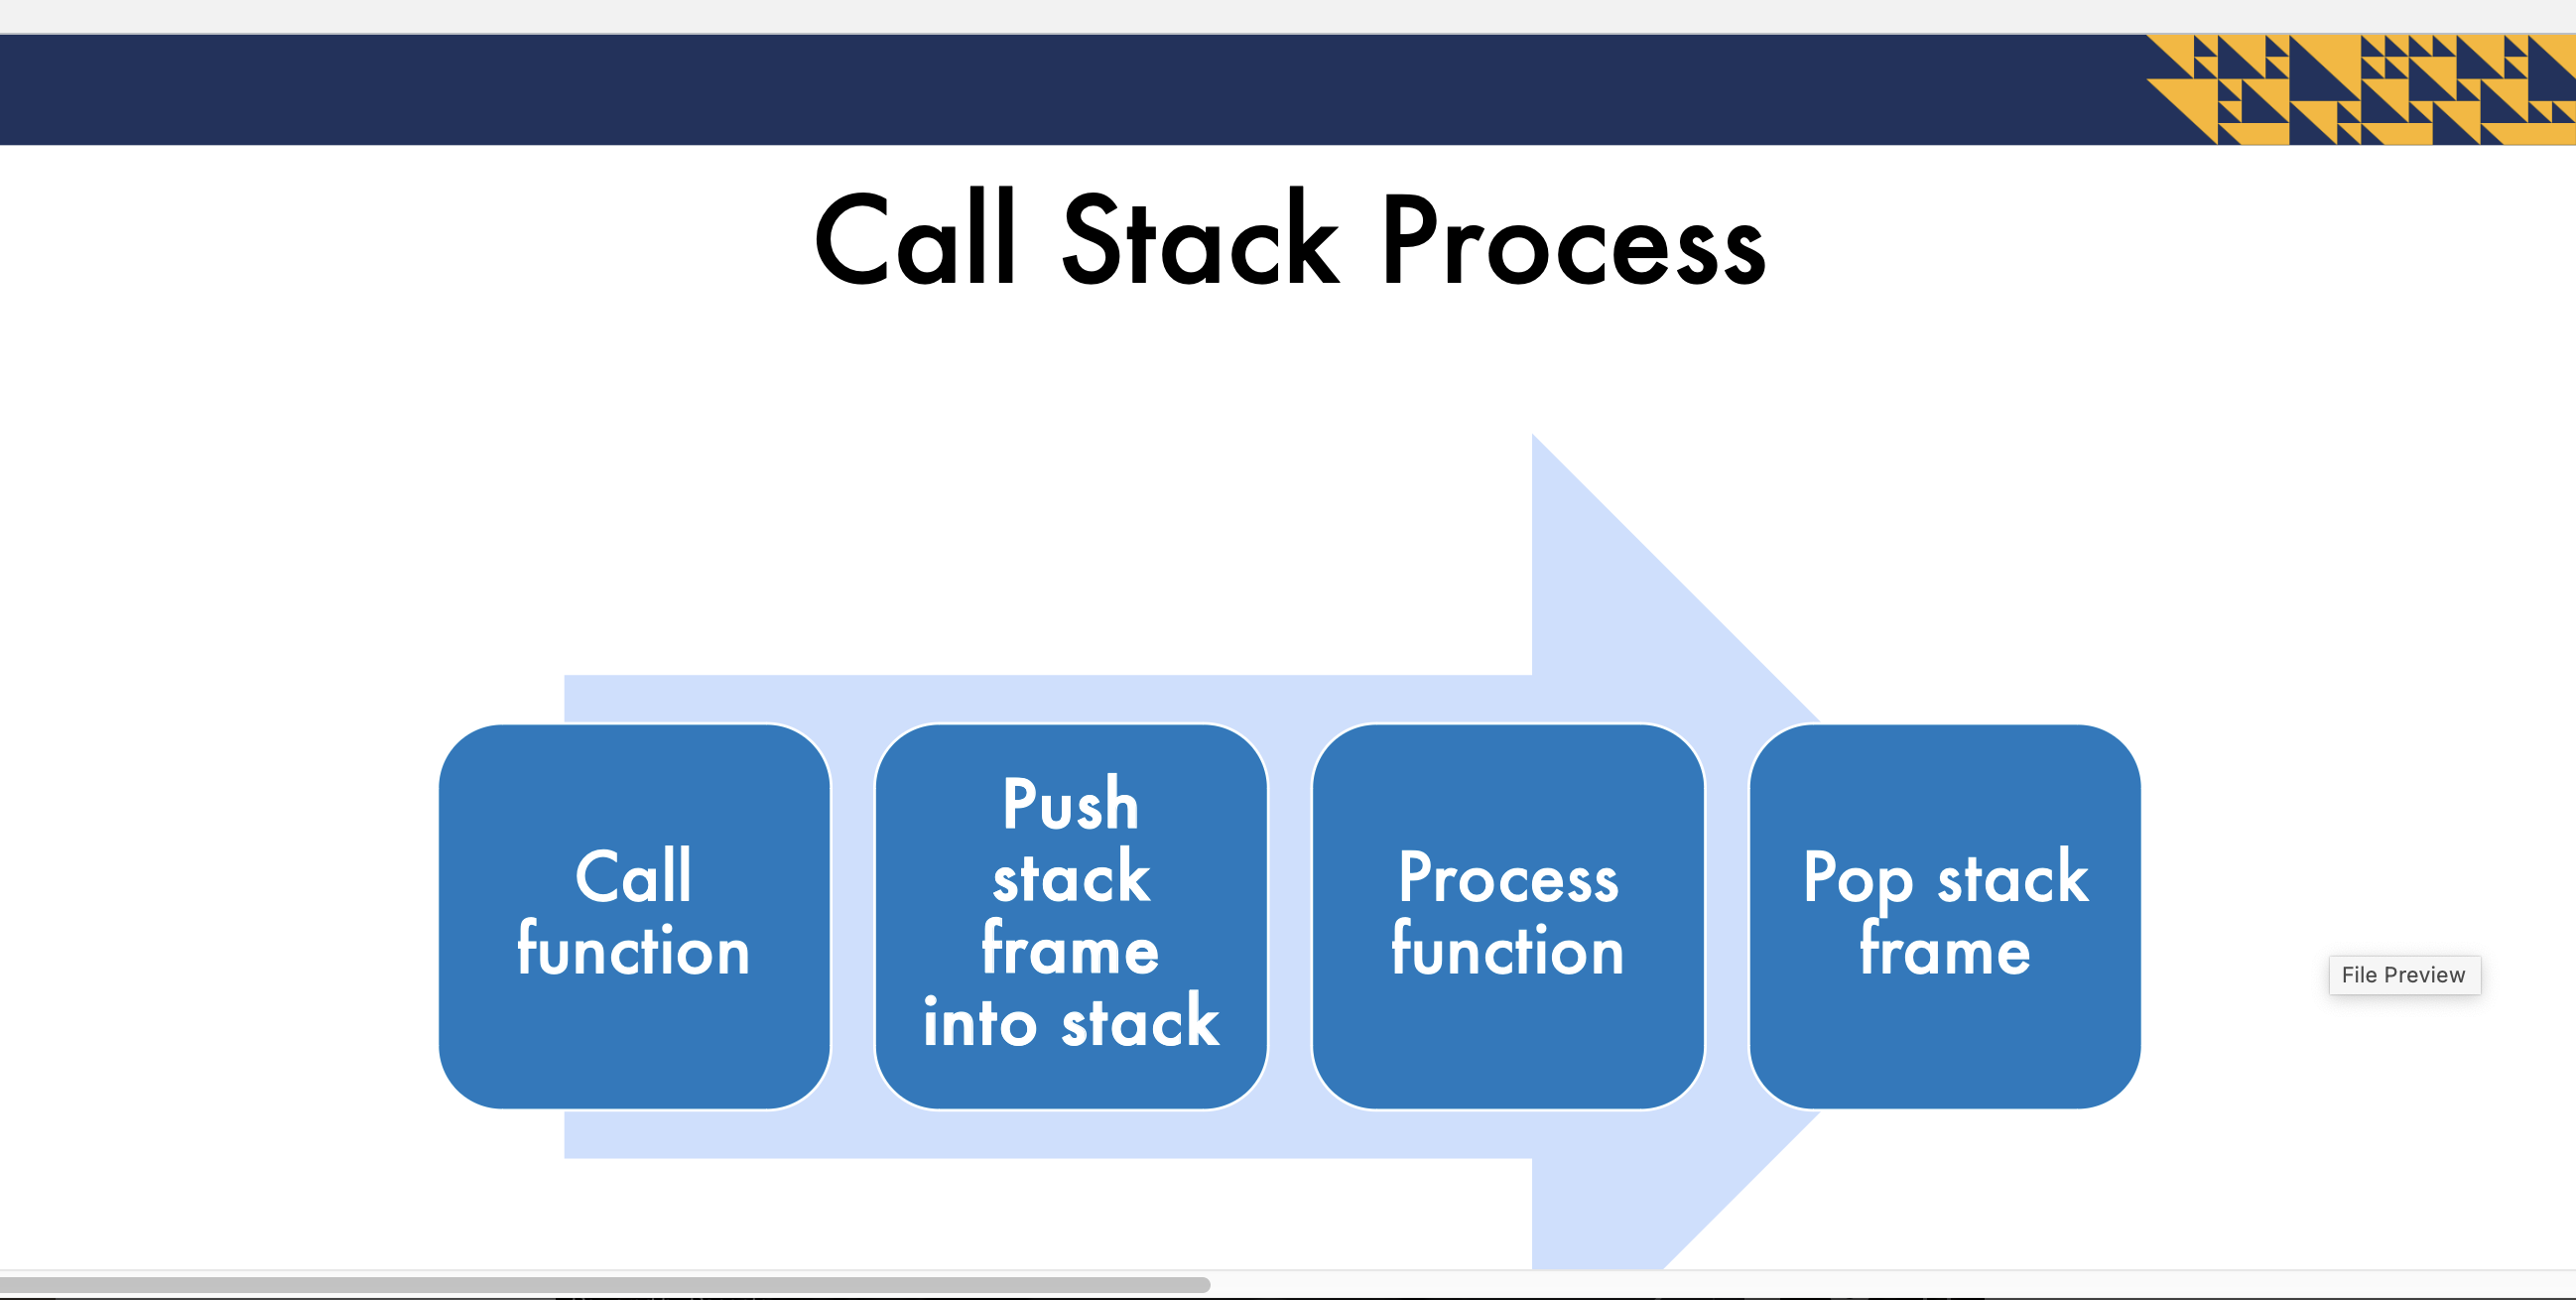 Call Stack Process
Call
function
Push
stack
frame
into stack
Process
function
Pop stack
frame
File Preview